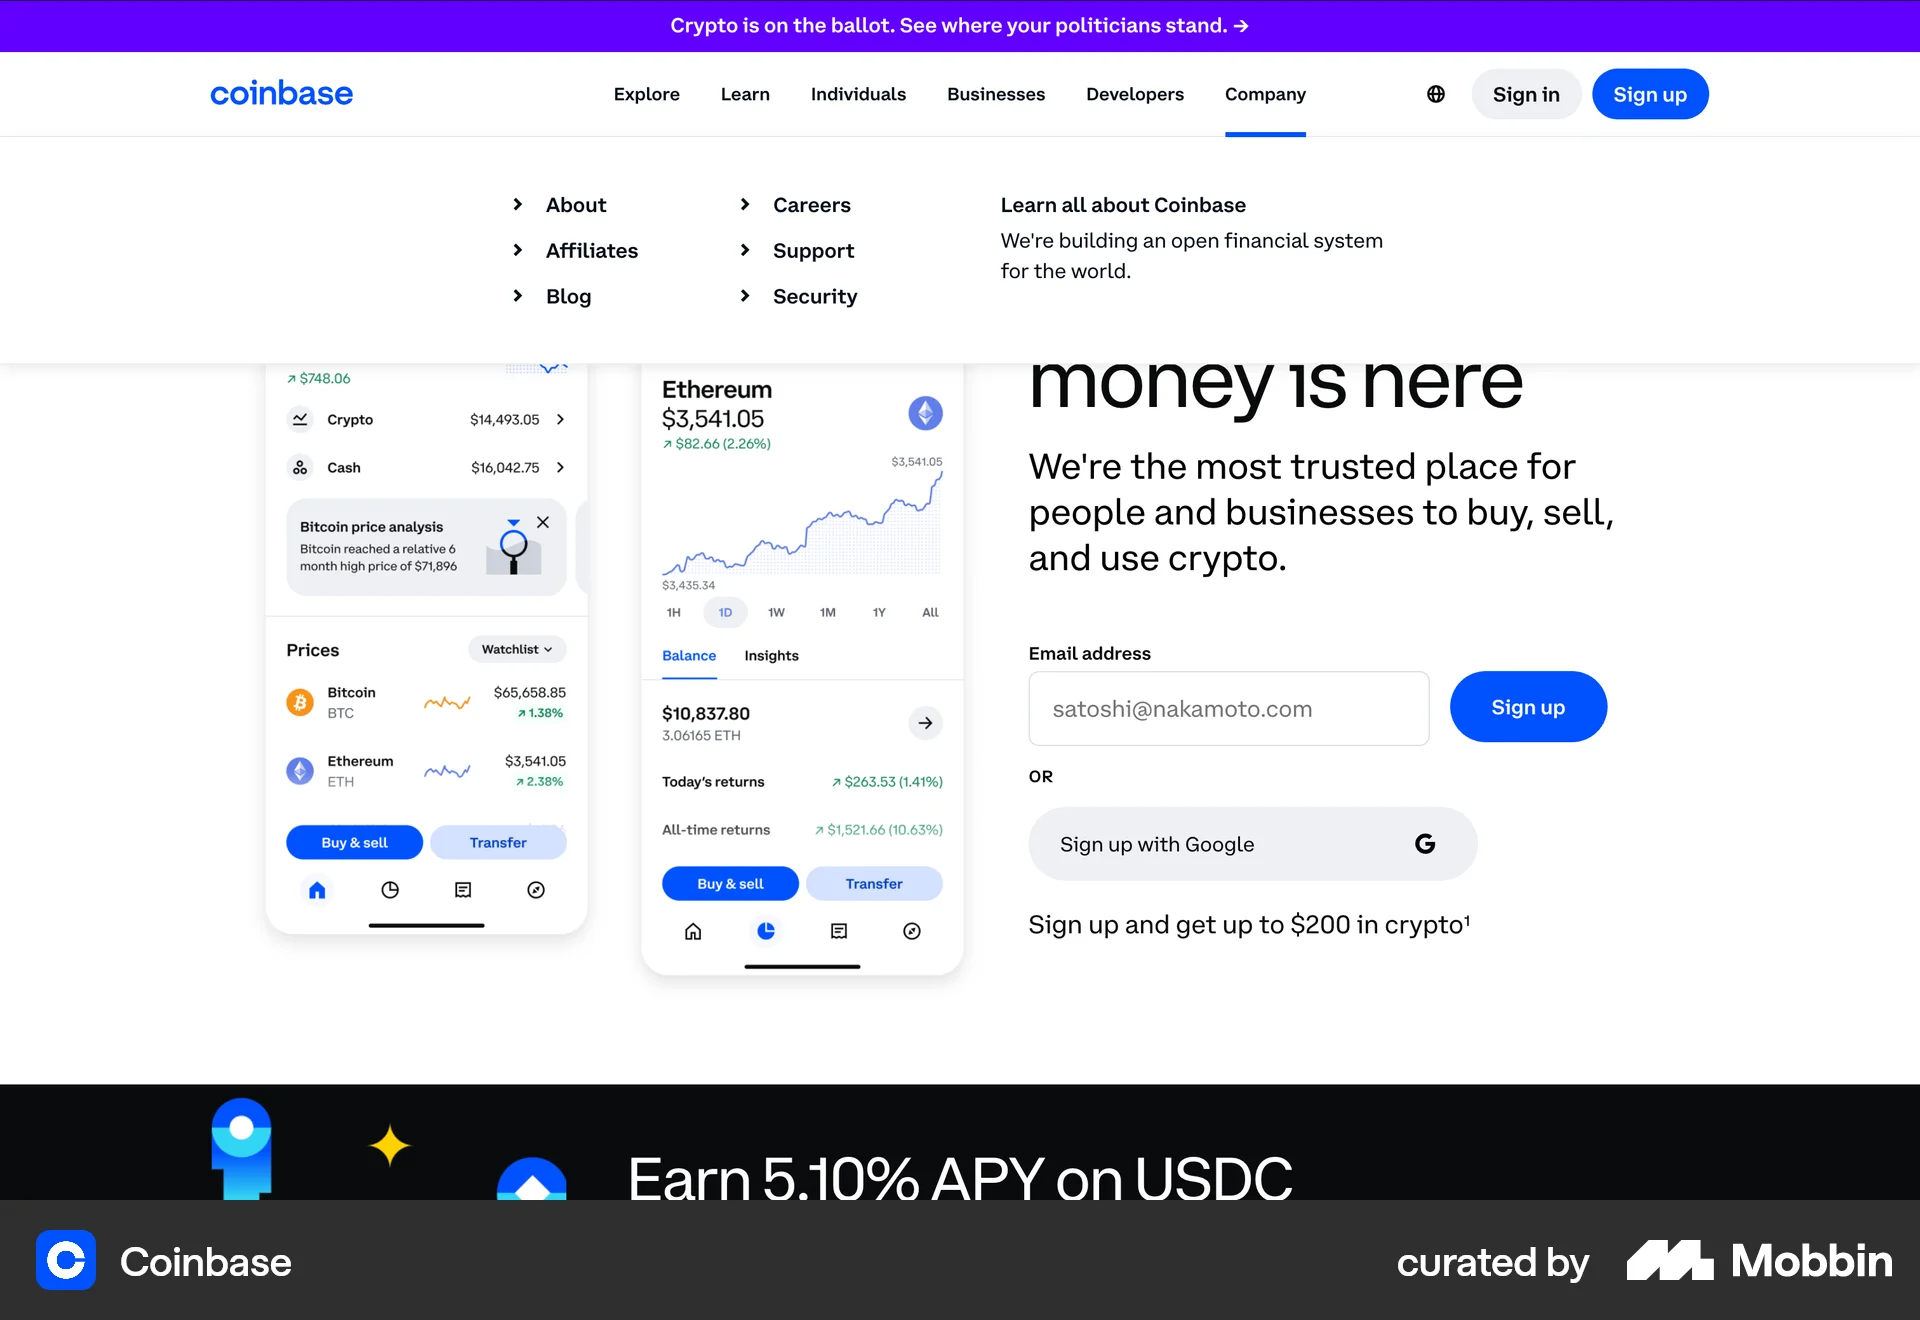 Crypto is on the ballot. See where your politicians stand. →
coinbase
Explore
Learn
Individuals
Businesses
Developers
Company
Sign in
Sign up
About
Affiliates
Blog
Careers
Support
Security
Learn all about Coinbase
We're building an open financial system
for the world.
↗ $748.06
Crypto
$14,493.05
Cash
$16,042.75
Bitcoin price analysis
Bitcoin reached a relative 6
month high price of $71,896
Prices
Watchlist
Bitcoin
$65,658.85
BTC
↗ 1.38%
Ethereum
$3,541.05
ETH
↗ 2.38%
Buy & sell
Transfer
Ethereum
$3,541.05
↗ $82.66 (2.26%)
$3,541.05
$3,435.34
1H
1D
1W
1M
1Y
All
Balance
Insights
$10,837.80
3.06165 ETH
Today's returns
↗ $263.53 (1.41%)
All-time returns
↗ $1,521.66 (10.63%)
Buy & sell
Transfer
money is here
We're the most trusted place for
people and businesses to buy, sell,
and use crypto.
Email address
satoshi@nakamoto.com
Sign up
OR
Sign up with Google
G
Sign up and get up to $200 in crypto¹
Earn 5.10% APY on USDC
Coinbase
curated by
Mobbin